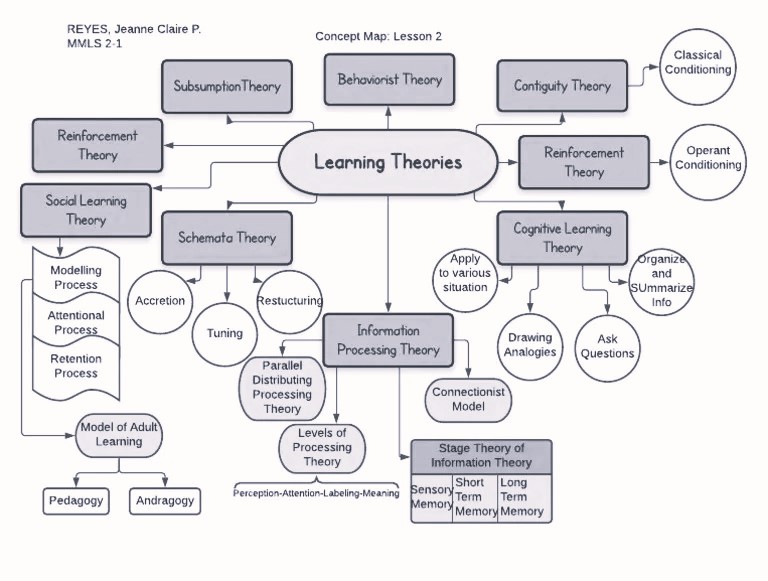 REYES, Jeanne Claire P.
MMLS 2-1
Concept Map: Lesson 2
Classical
Conditioning
SubsumptionTheory
Behaviorist Theory
Contiguity Theory
Reinforcement
Theory
Learning Theories
Reinforcement
Theory
Operant
Conditioning
Social Learning
Theory
Schemata Theory
Cognitive Learning
Theory
Modelling
Process
Attentional
Process
Retention
Process
Accretion
Tuning
Restucturing
Apply
to various
situation
Organize
and
SUmmarize
Info
Drawing
Analogies
Ask
Questions
Information
Processing Theory
Parallel
Distributing
Processing
Theory
Connectionist
Model
Model of Adult
Learning
Levels of
Processing
Theory
Stage Theory of
Information Theory
Pedagogy
Andragogy
Perception-Attention-Labeling-Meaning
Sensory
Memory
Short
Term
Memory
Long
Term
Memory